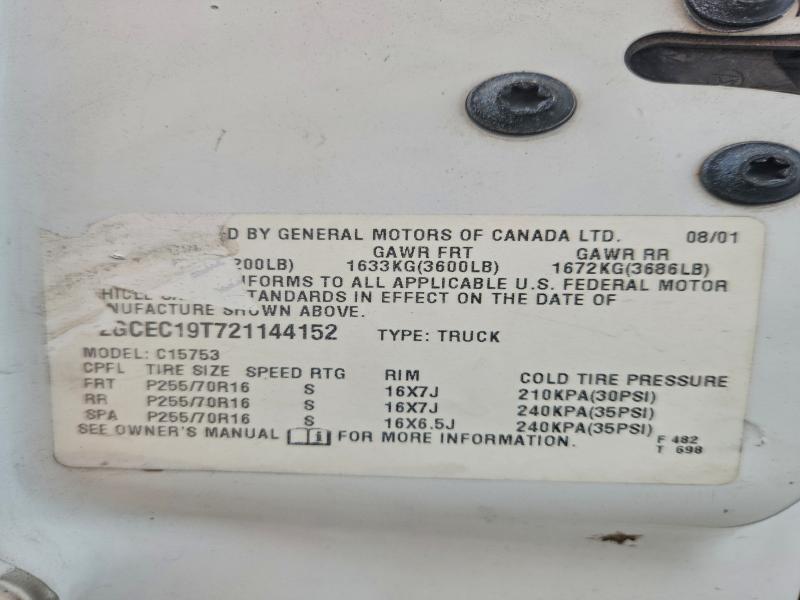 D BY GENERAL MOTORS OF CANADA LTD. 08/01
GAWR FRT GAWR RR
200LB) 1633KG(3600LB) 1672KG(3686LB)
IFORMS TO ALL APPLICABLE U.S. FEDERAL MOTOR
HICLE STANDARDS IN EFFECT ON THE DATE OF
NUFACTURE SHOWN ABOVE.
2GCEC19T721144152 TYPE: TRUCK
MODEL: C15753
CPFL TIRE SIZE SPEED RTG RIM COLD TIRE PRESSURE
FRT P255/70R16 S 16X7J 210KPA(30PSI)
RR P255/70R16 S 16X7J 240KPA(35PSI)
SPA P255/70R16 S 16X6.5J 240KPA(35PSI)
SEE OWNER'S MANUAL FOR MORE INFORMATION.
F 482
T 698